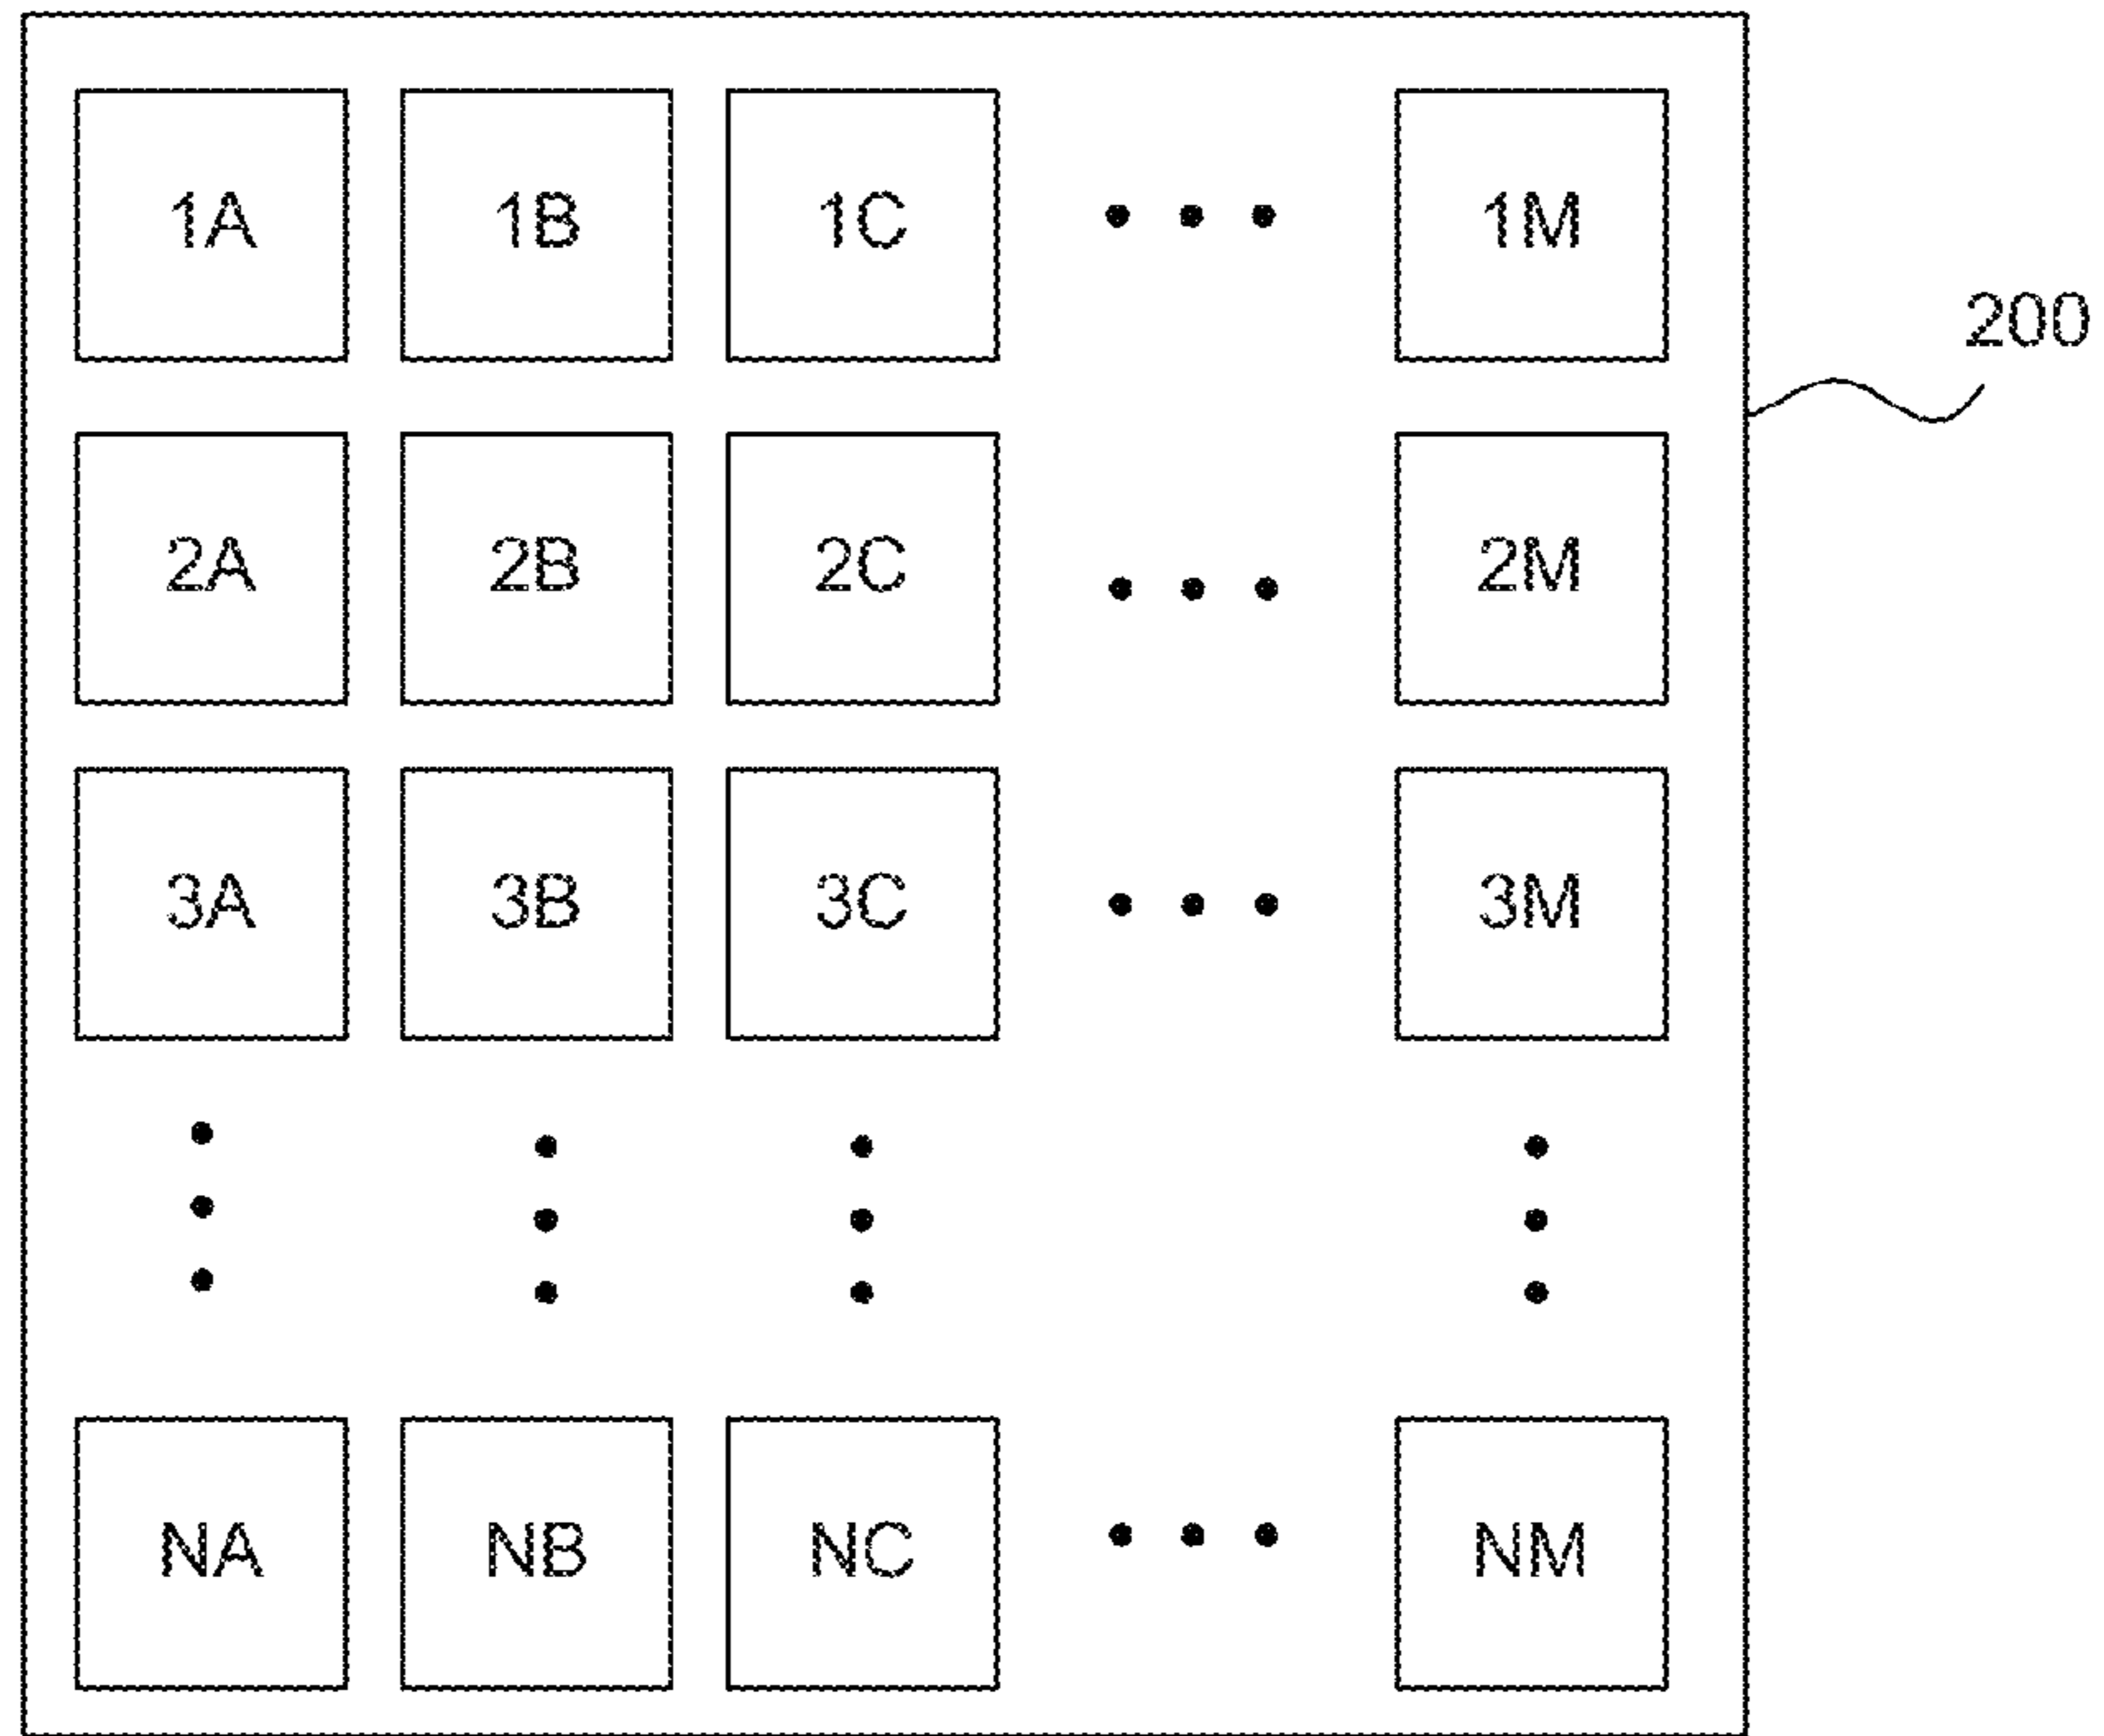 1A 1B 1C • • • 1M
200
2A 2B 2C • • • 2M
3A 3B 3C • • • 3M
NA NB NC • • • NM